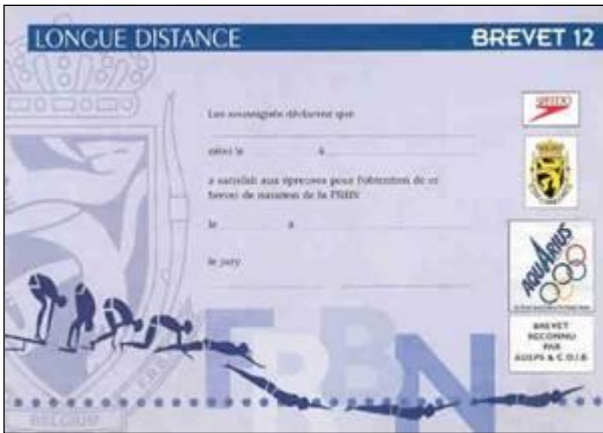 LONGUE DISTANCE BREVET 12
Les soussignés déclarent que
né(e) le à
a satisfait aux épreuves pour l'obtention de ce
brevet de natation de la FRBN
le à
le jury
SPEEDO
AQUARIUS
BREVET
RECONNU
PAR
ADEPS & C.O.I.B
FRBN
BELGIUM